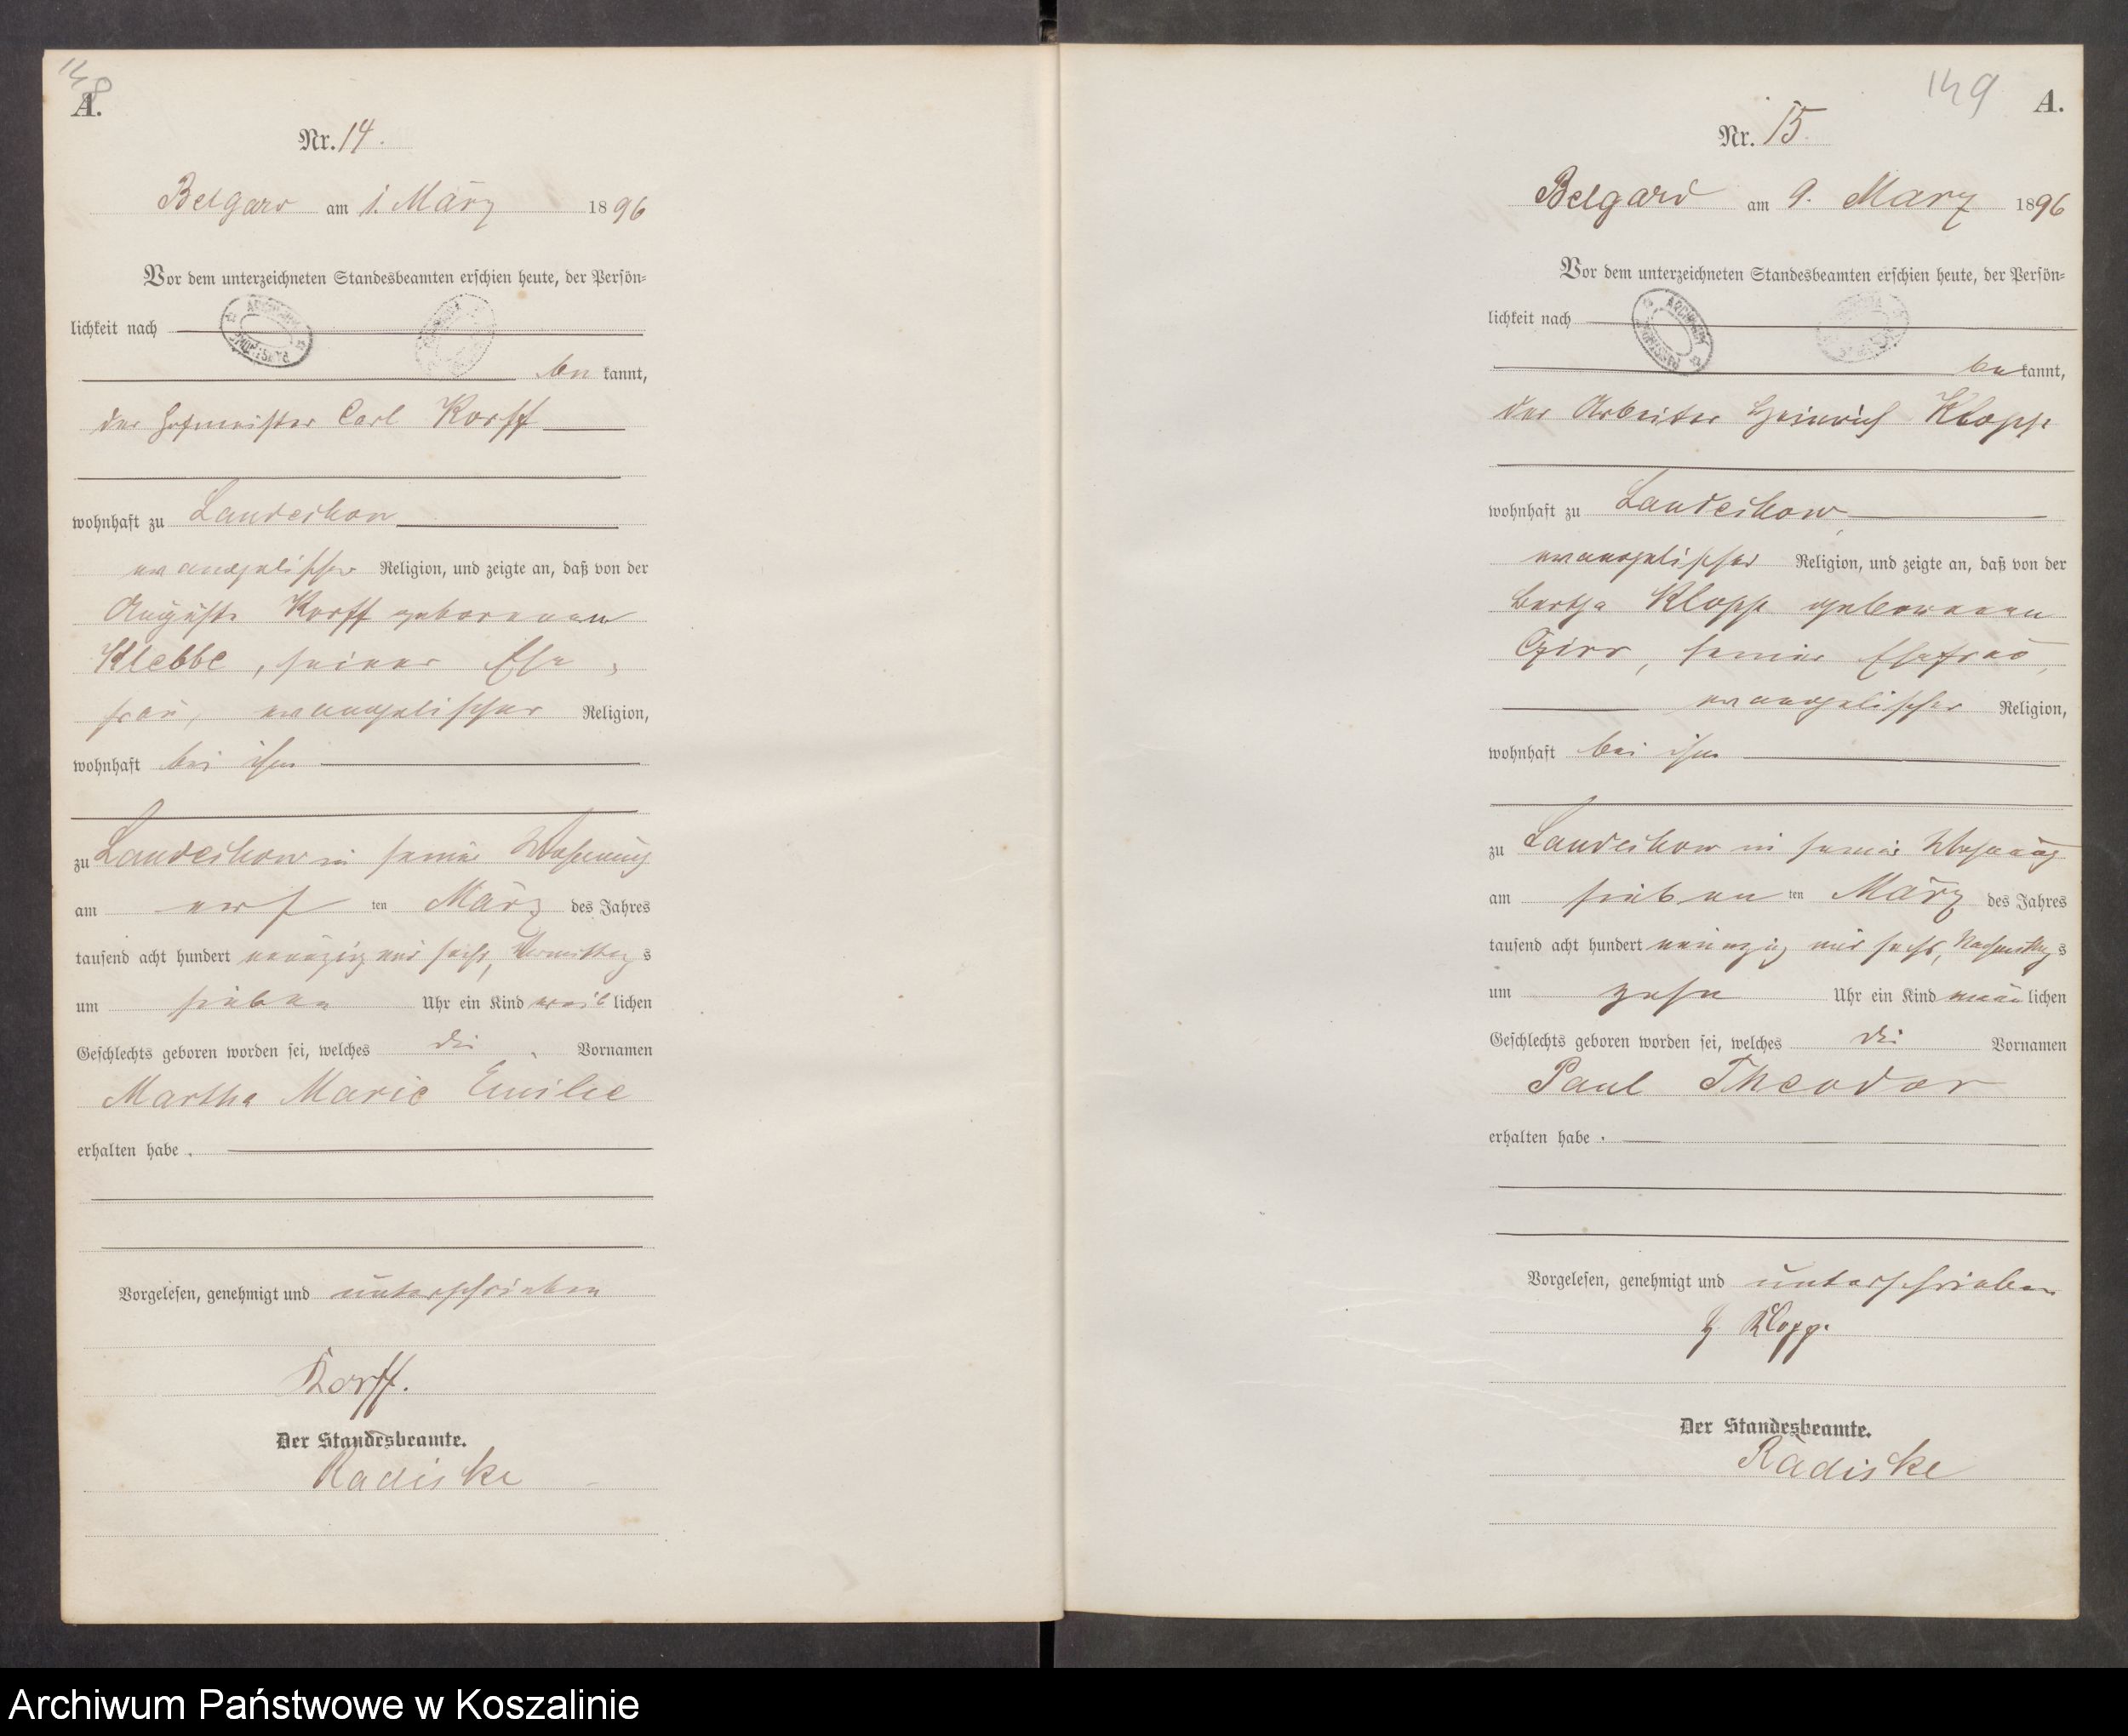 148
A.
Nr. 14.
Belgard am 1. März 1896
Vor dem unterzeichneten Standesbeamten erschien heute, der Persön-
lichkeit nach
be kannt,
der Hofmeister Carl Korff
wohnhaft zu Landechow
evangelischer Religion, und zeigte an, daß von der
Auguste Korff geborenen
Klebbe, seiner Ehe-
frau, evangelischer Religion,
wohnhaft bei ihm
zu Landechow in seiner Wohnung
am ersten März des Jahres
tausend acht hundert neunzig und sechs, Vormittags
um sieben Uhr ein Kind weiblichen
Geschlechts geboren worden sei, welches die Vornamen
Martha Marie Emilie
erhalten habe.
Vorgelesen, genehmigt und unterschrieben
Korff.
Der Standesbeamte.
Radiske
149
A.
Nr. 15.
Belgard am 9. März 1896
Vor dem unterzeichneten Standesbeamten erschien heute, der Persön-
lichkeit nach
be kannt,
der Arbeiter Heinrich Klopp
wohnhaft zu Landechow
evangelischer Religion, und zeigte an, daß von der
Bertha Klopp geborenen
seiner Ehefrau,
evangelischer Religion,
wohnhaft bei ihm
zu Landechow in seiner Wohnung
am sieben ten März des Jahres
tausend acht hundert neunzig und sechs, Nachmittags
um zehn Uhr ein Kind männlichen
Geschlechts geboren worden sei, welches die Vornamen
Paul Theodor
erhalten habe.
Vorgelesen, genehmigt und unterschrieben
H. Klopp.
Der Standesbeamte.
Radiske
Archiwum Państwowe w Koszalinie